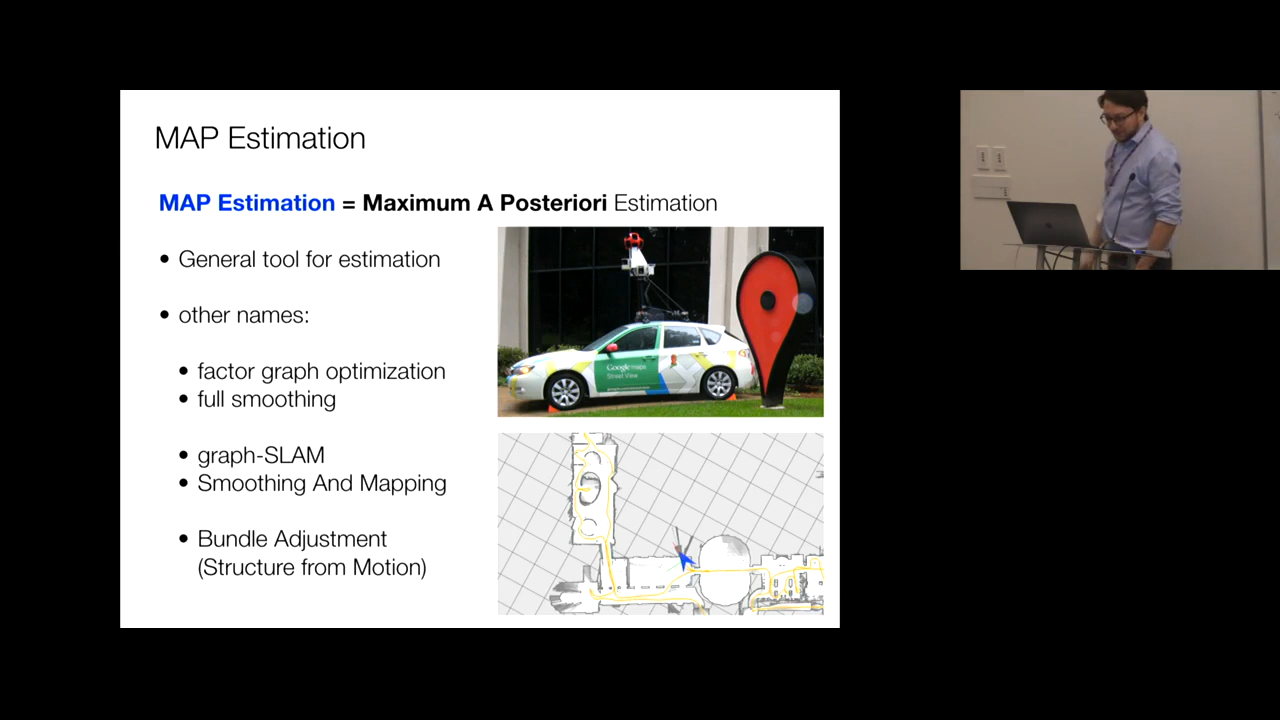 MAP Estimation
MAP Estimation = Maximum A Posteriori Estimation
• General tool for estimation
• other names:
• factor graph optimization
• full smoothing
• graph-SLAM
• Smoothing And Mapping
• Bundle Adjustment
(Structure from Motion)
Google maps
Street View